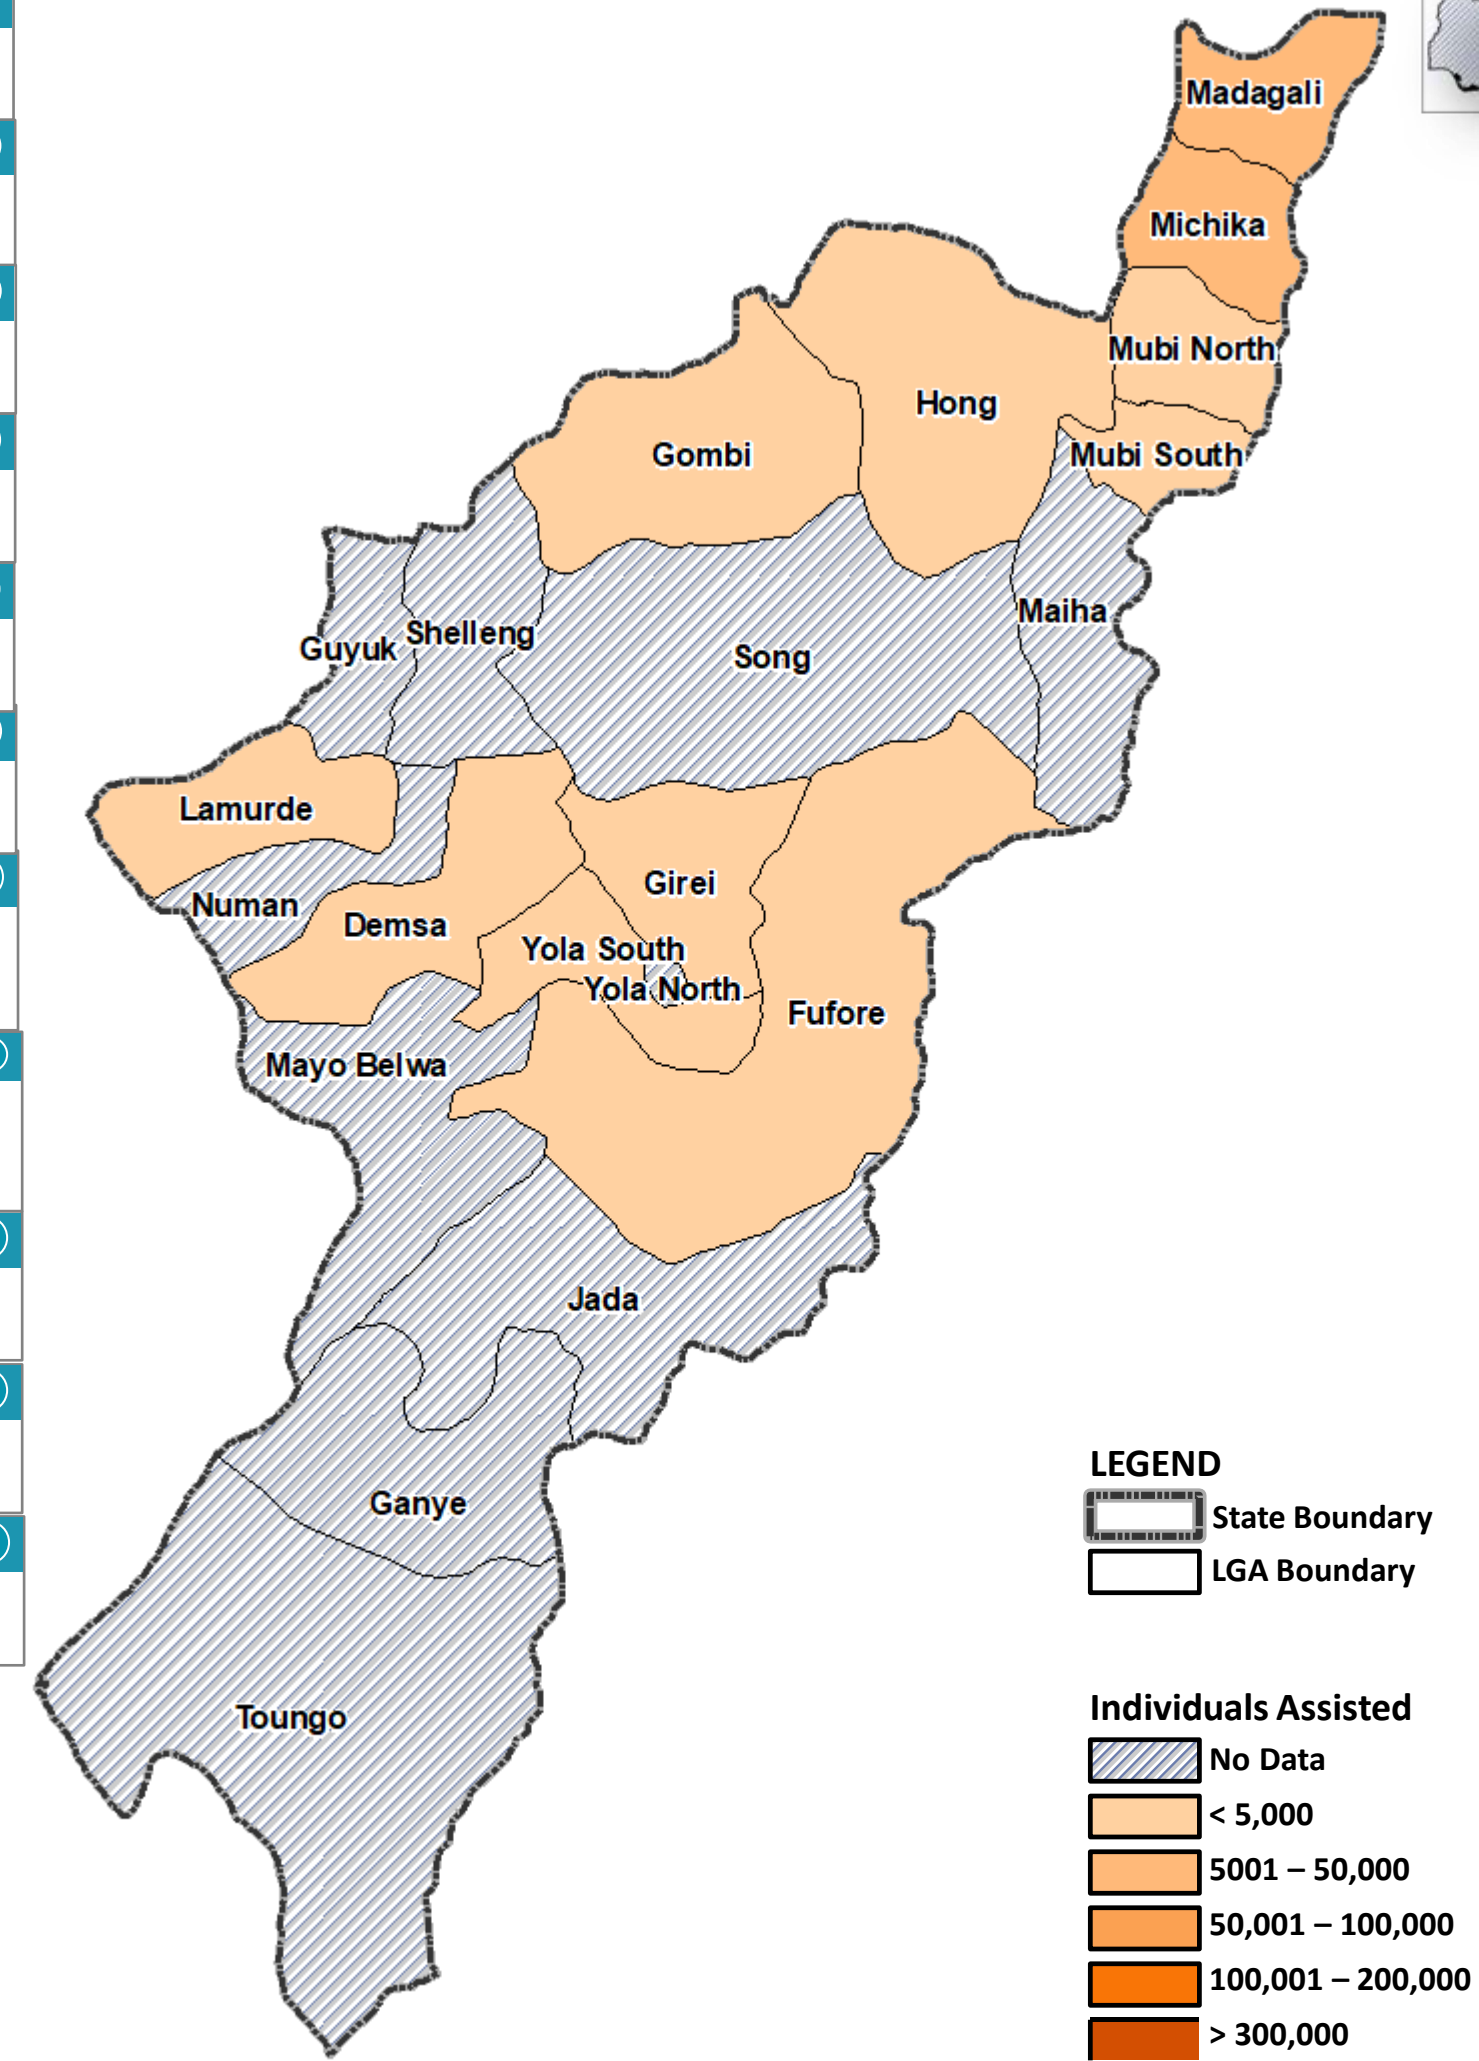 Madagali
Michika
Mubi North
Hong
Gombi
Mubi South
Maiha
Shelleng
Guyuk
Song
Lamurde
Girei
Numan
Demsa
Yola South
Yola North
Fufore
Mayo Belwa
Jada
Ganye
Toungo
LEGEND
State Boundary
LGA Boundary
Individuals Assisted
No Data
< 5,000
5001 – 50,000
50,001 – 100,000
100,001 – 200,000
> 300,000